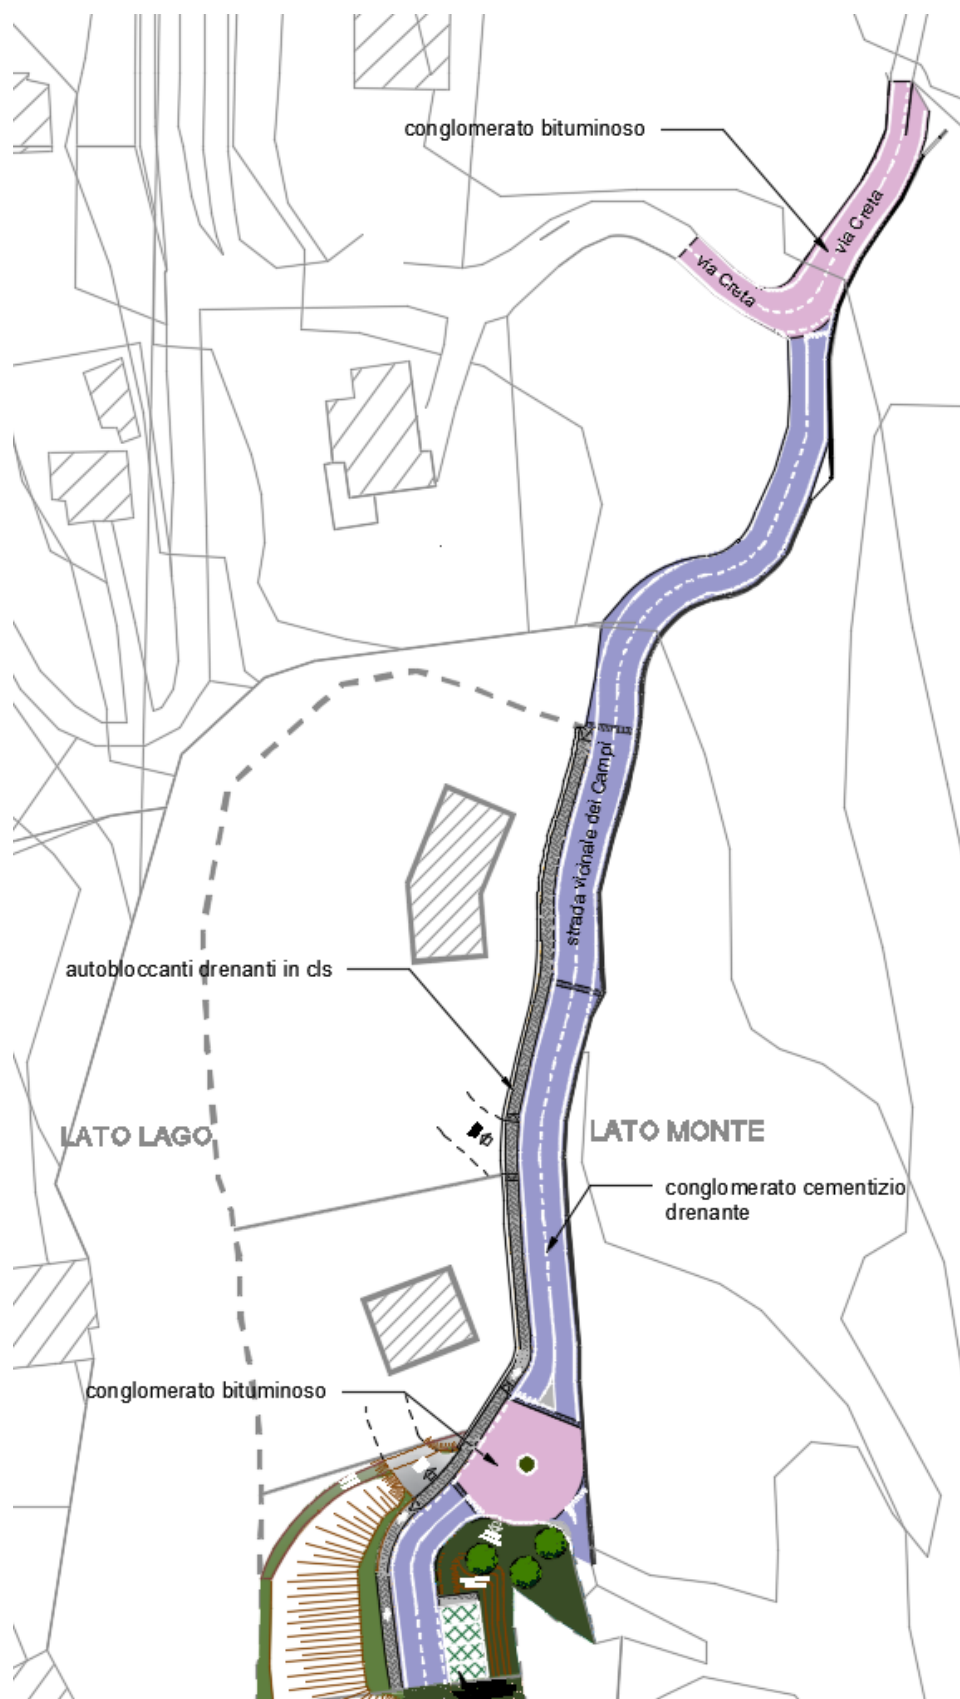 conglomerato bituminoso
via Creta
via Creta
strada vicinale dei Campi
autobloccanti drenanti in cls
LATO LAGO
LATO MONTE
conglomerato cementizio
drenante
conglomerato bituminoso